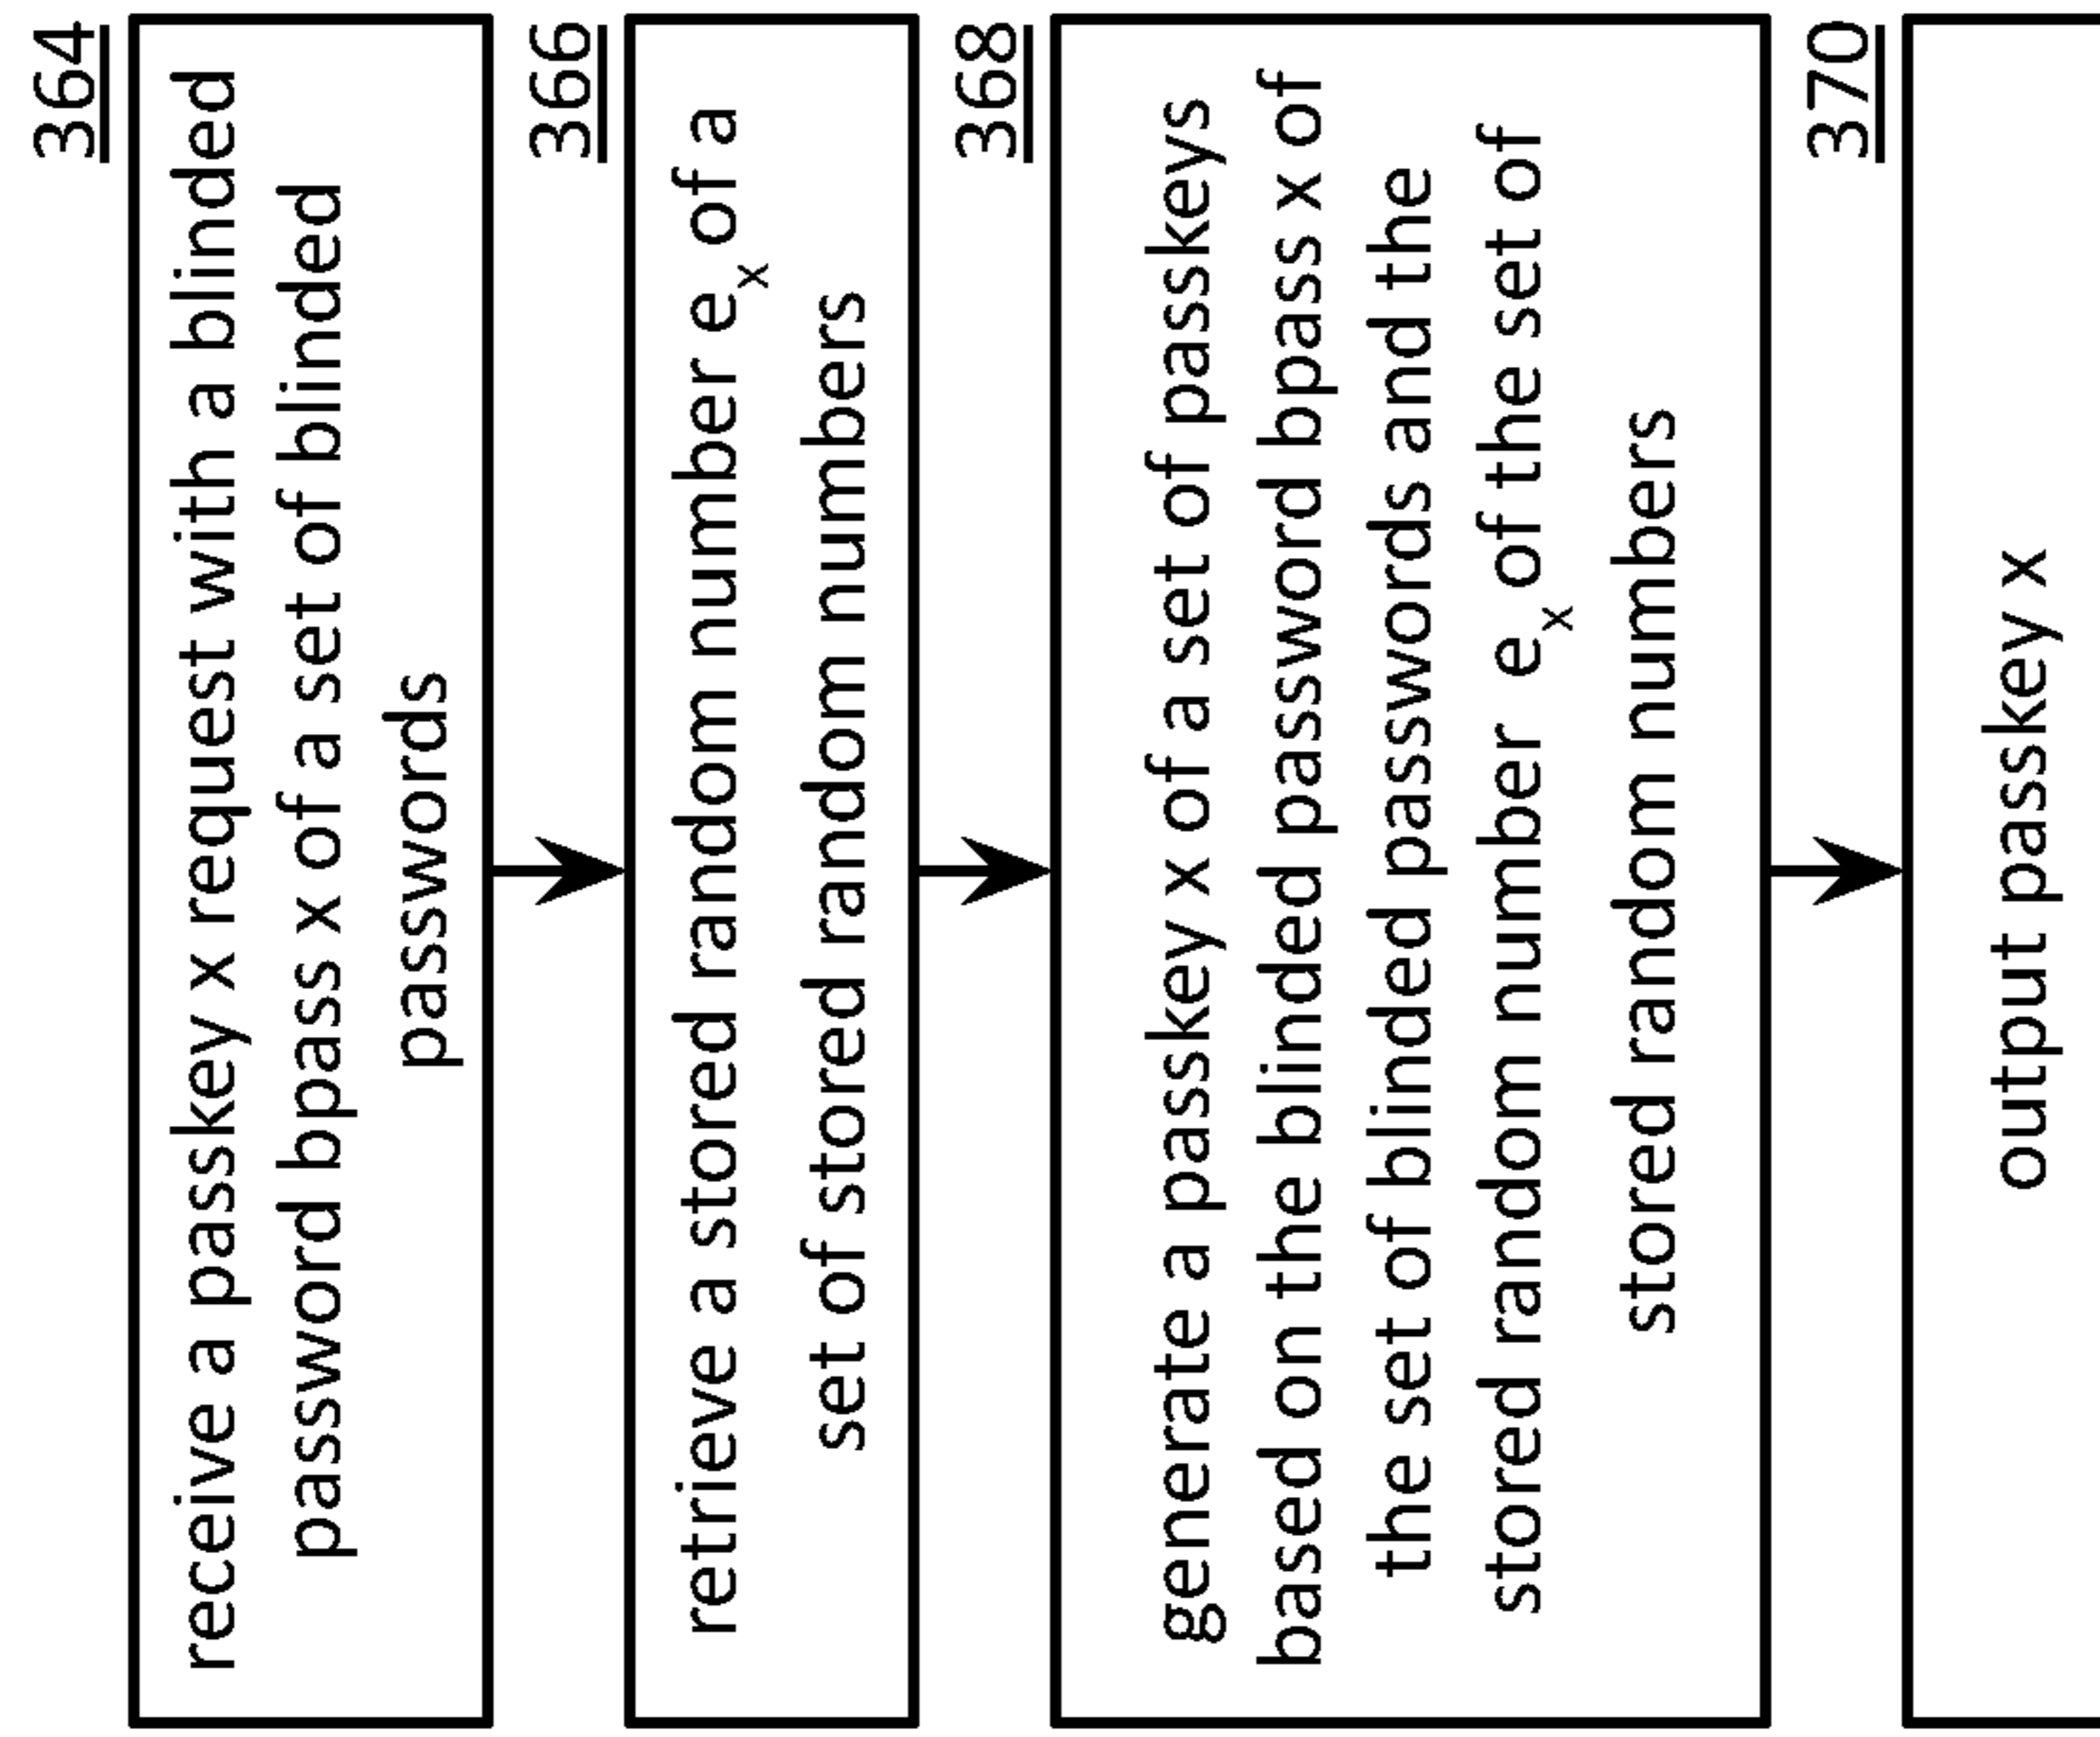 364
receive a passkey x request with a blinded
password bpass x of a set of blinded
passwords
366
retrieve a stored random number eₓ of a
set of stored random numbers
368
generate a passkey x of a set of passkeys
based on the blinded password bpass x of
the set of blinded passwords and the
stored random number eₓ of the set of
stored random numbers
370
output passkey x